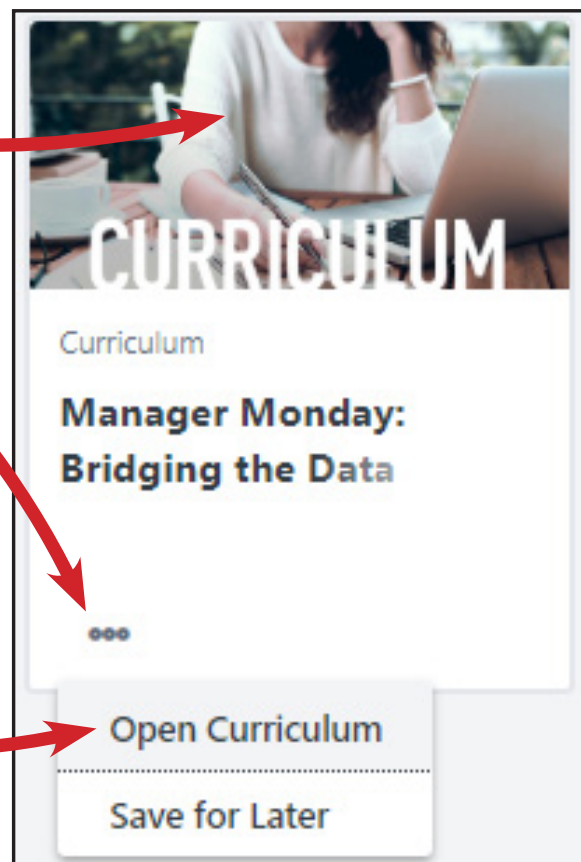 CURRICULUM
Curriculum
Manager Monday:
Bridging the Data
Open Curriculum
Save for Later